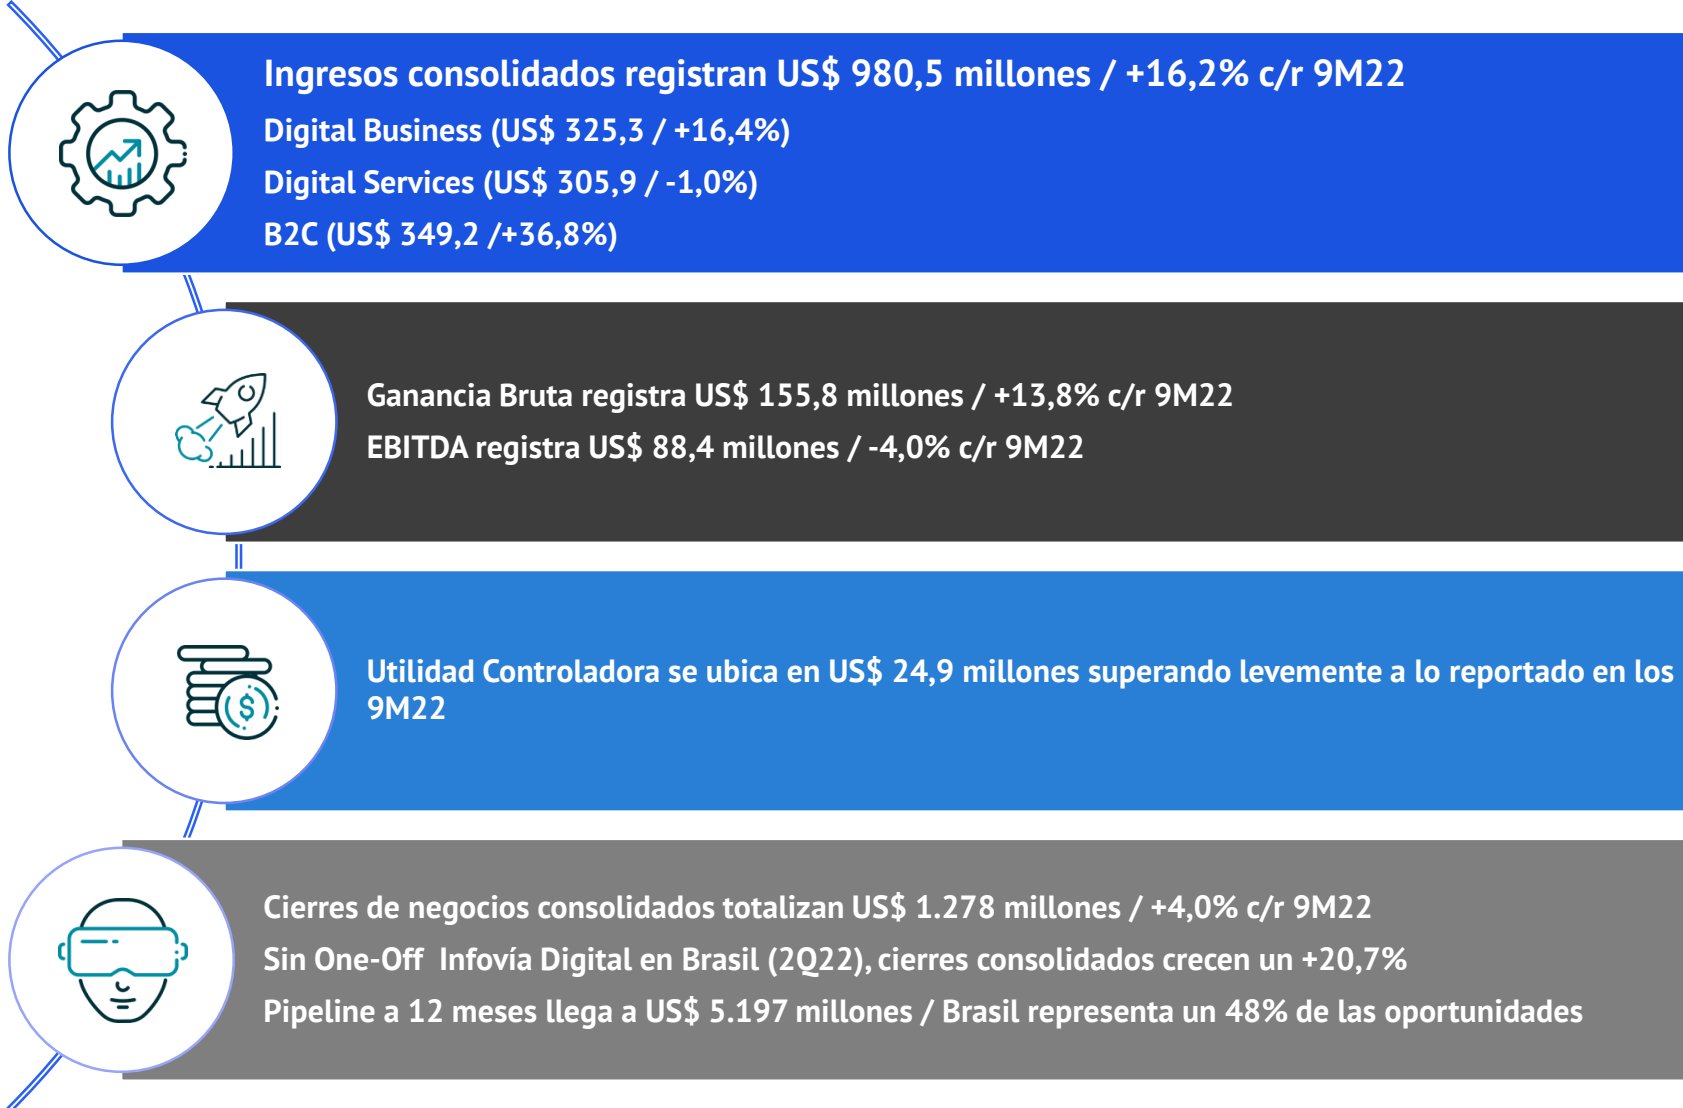 Ingresos consolidados registran US$ 980,5 millones / +16,2% c/r 9M22
Digital Business (US$ 325,3 / +16,4%)
Digital Services (US$ 305,9 / -1,0%)
B2C (US$ 349,2 /+36,8%)
Ganancia Bruta registra US$ 155,8 millones / +13,8% c/r 9M22
EBITDA registra US$ 88,4 millones / -4,0% c/r 9M22
Utilidad Controladora se ubica en US$ 24,9 millones superando levemente a lo reportado en los
9M22
Cierres de negocios consolidados totalizan US$ 1.278 millones / +4,0% c/r 9M22
Sin One-Off  Infovía Digital en Brasil (2Q22), cierres consolidados crecen un +20,7%
Pipeline a 12 meses llega a US$ 5.197 millones / Brasil representa un 48% de las oportunidades